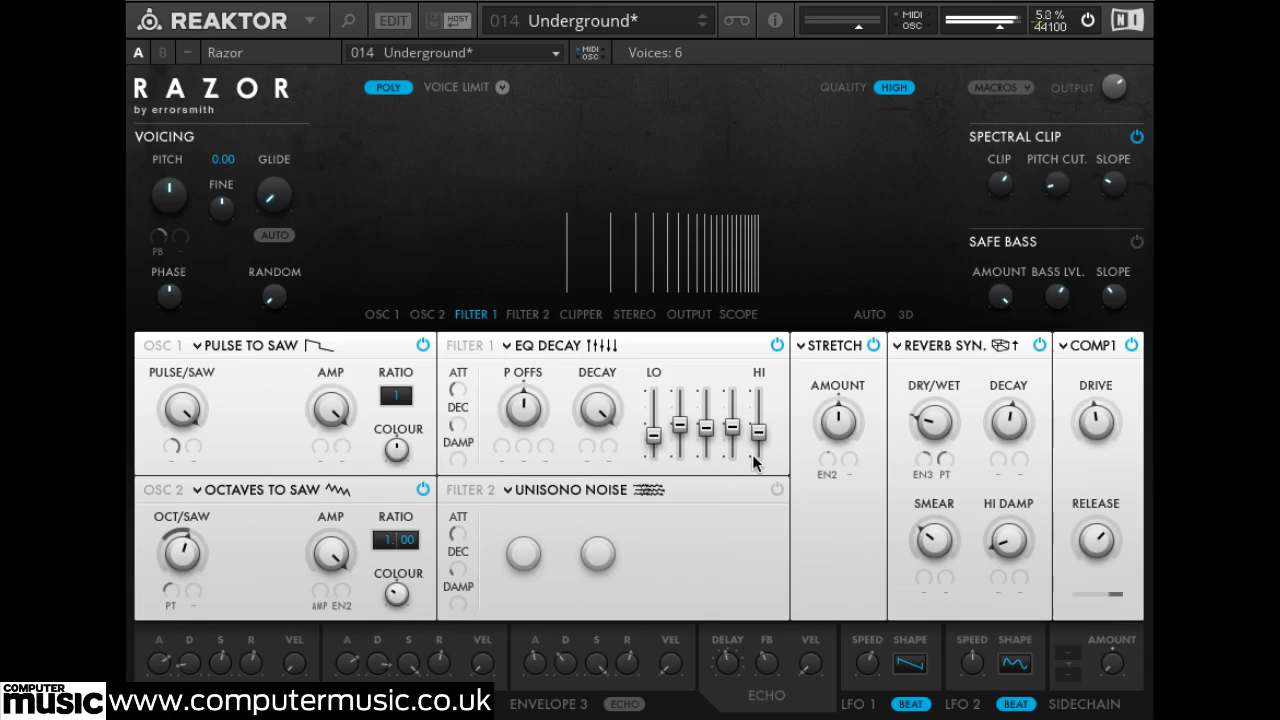 REAKTOR EDIT HOST 014 Underground* i MIDI OSC 5.0 % 44100 NI
A B – Razor 014 Underground* MIDI OSC Voices: 6
RAZOR
by errorsmith
POLY VOICE LIMIT QUALITY HIGH MACROS OUTPUT
VOICING SPECTRAL CLIP
PITCH 0.00 GLIDE CLIP PITCH CUT. SLOPE
FINE
PB – AUTO SAFE BASS
PHASE RANDOM AMOUNT BASS LVL. SLOPE
OSC 1 OSC 2 FILTER 1 FILTER 2 CLIPPER STEREO OUTPUT SCOPE AUTO 3D
OSC 1 PULSE TO SAW FILTER 1 EQ DECAY STRETCH REVERB SYN. COMP1
PULSE/SAW AMP RATIO ATT P OFFS DECAY LO HI AMOUNT DRY/WET DECAY DRIVE
1 DEC
COLOUR DAMP
EN2 – EN3 PT
OSC 2 OCTAVES TO SAW FILTER 2 UNISONO NOISE
OCT/SAW AMP RATIO ATT SMEAR HI DAMP RELEASE
1. 00 DEC
COLOUR DAMP
PT – AMP EN2
A D S R VEL A D S R VEL A D S R VEL DELAY FB VEL SPEED SHAPE SPEED SHAPE AMOUNT
ECHO
COMPUTER music www.computermusic.co.uk ENVELOPE 3 ECHO LFO 1 BEAT LFO 2 BEAT SIDECHAIN